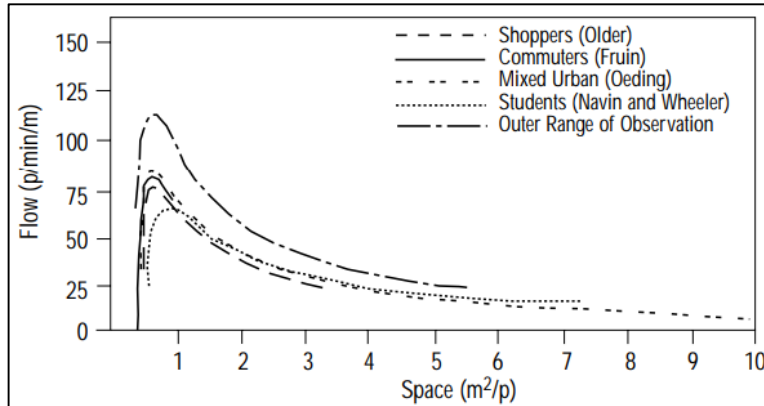 150
125
100
75
50
25
0
Flow (p/min/m)
Shoppers (Older)
Commuters (Fruin)
Mixed Urban (Oeding)
Students (Navin and Wheeler)
Outer Range of Observation
1 2 3 4 5 6 7 8 9 10
Space (m²/p)